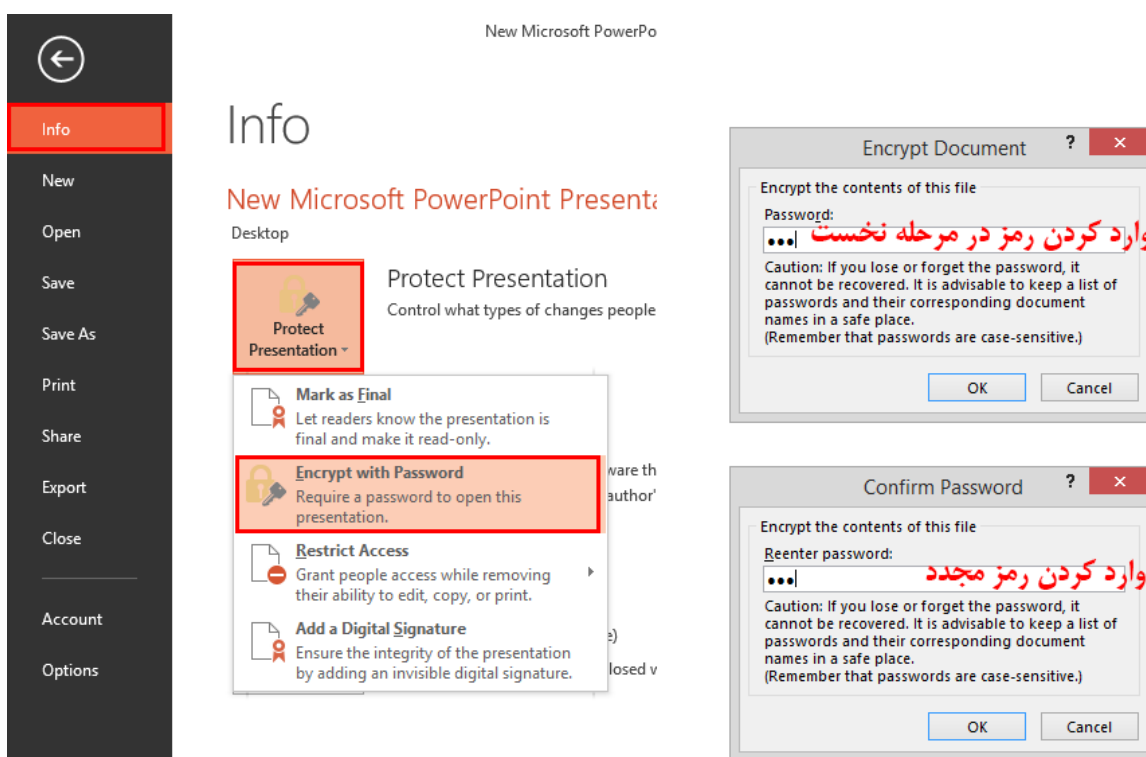 New Microsoft PowerPo
Info
New
Open
Save
Save As
Print
Share
Export
Close
Account
Options
Info
New Microsoft PowerPoint Presenta
Desktop
Protect
Presentation
Protect Presentation
Control what types of changes people
Mark as Final
Let readers know the presentation is
final and make it read-only.
Encrypt with Password
Require a password to open this
presentation.
Restrict Access
Grant people access while removing
their ability to edit, copy, or print.
Add a Digital Signature
Ensure the integrity of the presentation
by adding an invisible digital signature.
ware th
author'
e)
losed w
Encrypt Document
?
Encrypt the contents of this file
Password:
وارد کردن رمز در مرحله نخست
Caution: If you lose or forget the password, it
cannot be recovered. It is advisable to keep a list of
passwords and their corresponding document
names in a safe place.
(Remember that passwords are case-sensitive.)
OK
Cancel
Confirm Password
?
Encrypt the contents of this file
Reenter password:
وارد کردن رمز مجدد
Caution: If you lose or forget the password, it
cannot be recovered. It is advisable to keep a list of
passwords and their corresponding document
names in a safe place.
(Remember that passwords are case-sensitive.)
OK
Cancel